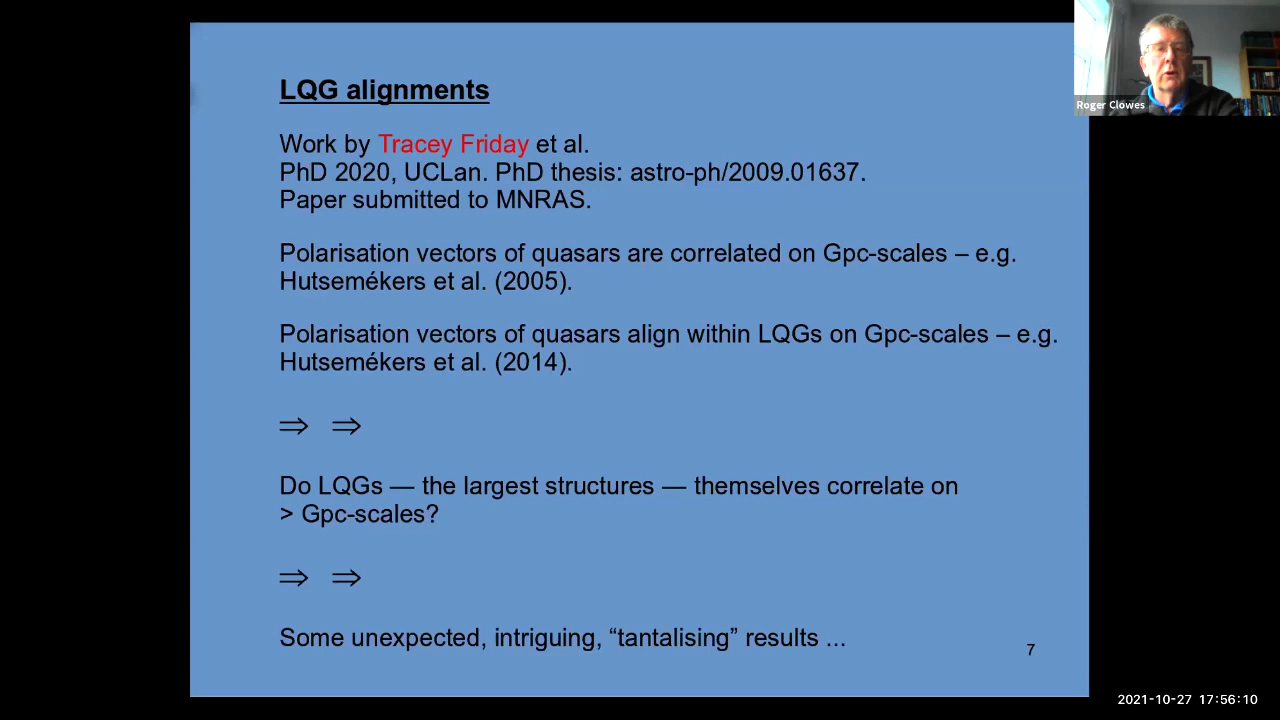 LQG alignments
Work by Tracey Friday et al.
PhD 2020, UCLan. PhD thesis: astro-ph/2009.01637.
Paper submitted to MNRAS.
Polarisation vectors of quasars are correlated on Gpc-scales – e.g.
Hutsemékers et al. (2005).
Polarisation vectors of quasars align within LQGs on Gpc-scales – e.g.
Hutsemékers et al. (2014).
⇒ ⇒
Do LQGs — the largest structures — themselves correlate on
> Gpc-scales?
⇒ ⇒
Some unexpected, intriguing, “tantalising” results ...
7
Roger Clowes
2021-10-27 17:56:10